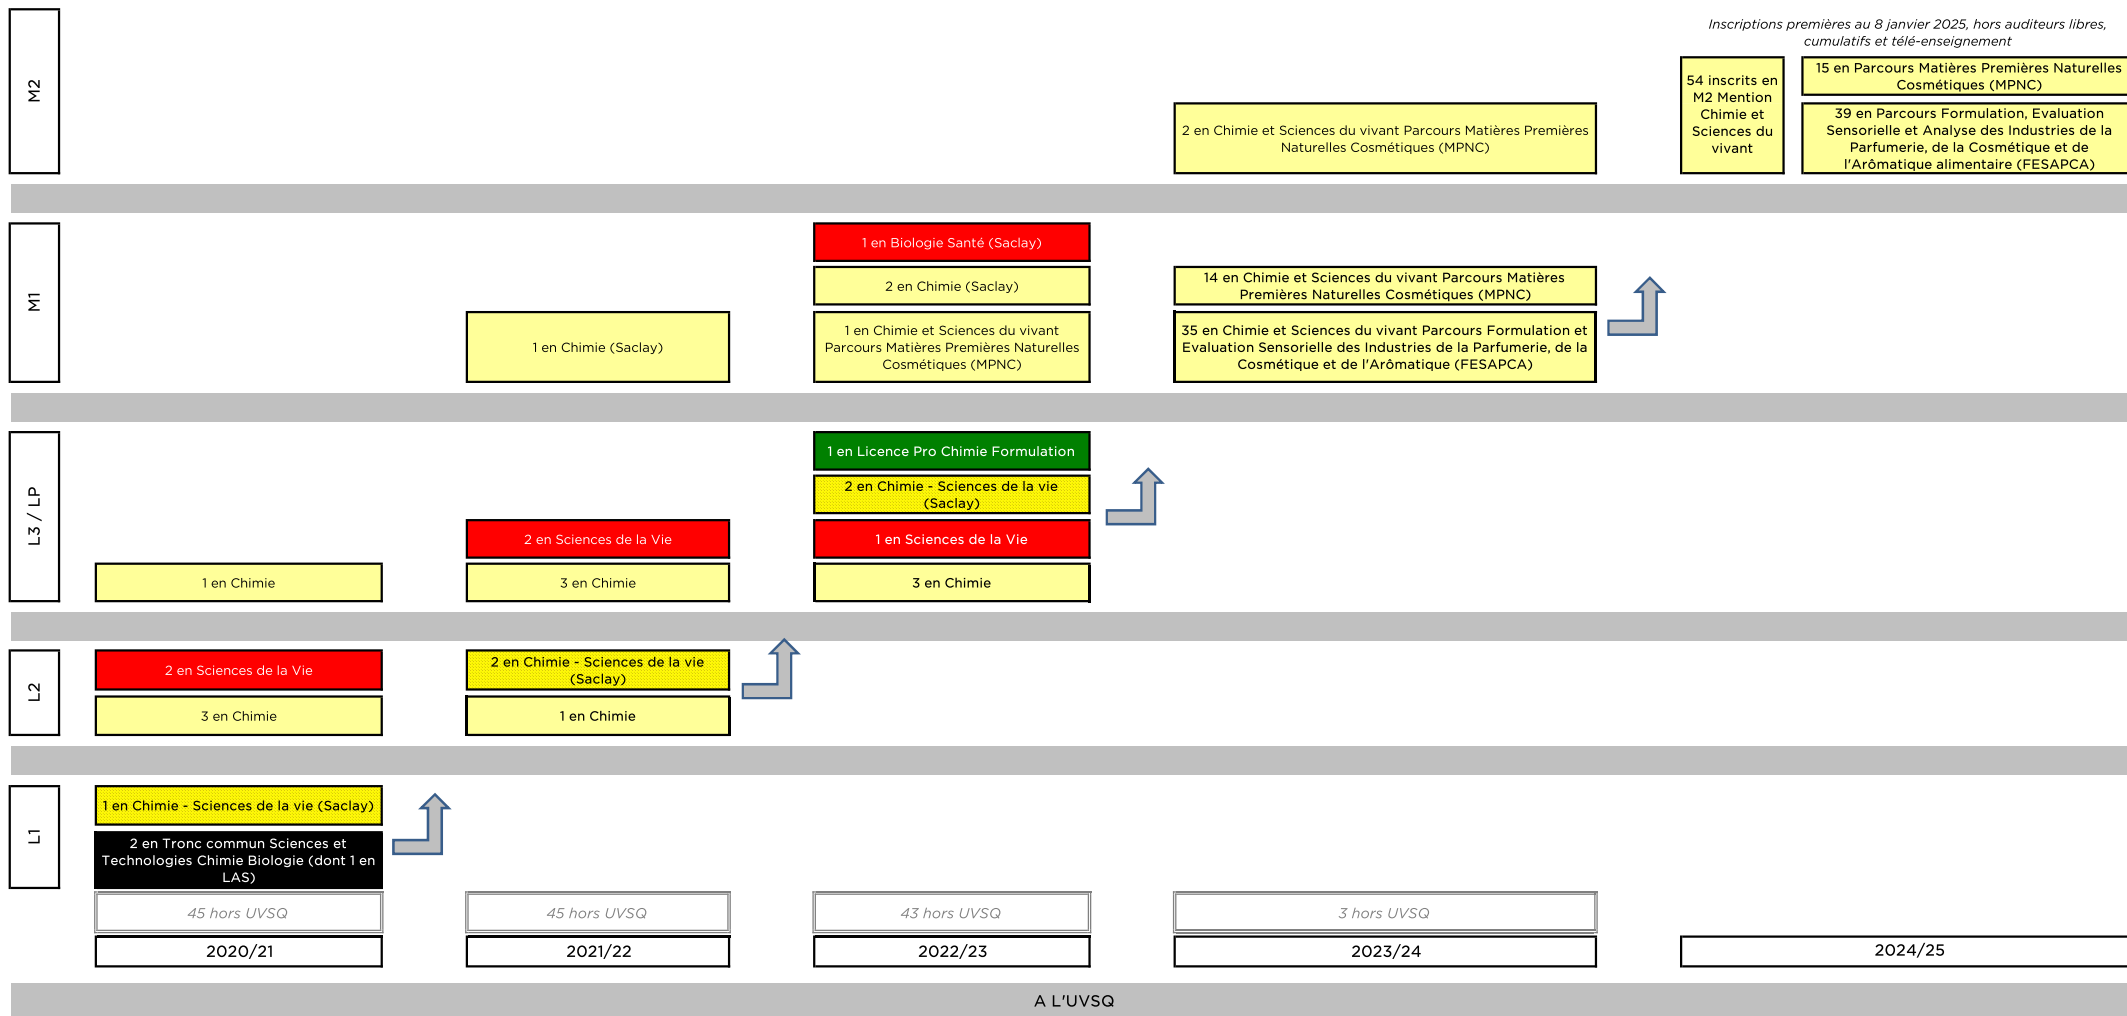 Inscriptions premières au 8 janvier 2025, hors auditeurs libres,
cumulatifs et télé-enseignement
M2
2 en Chimie et Sciences du vivant Parcours Matières Premières
Naturelles Cosmétiques (MPNC)
54 inscrits en
M2 Mention
Chimie et
Sciences du
vivant
15 en Parcours Matières Premières Naturelles
Cosmétiques (MPNC)
39 en Parcours Formulation, Evaluation
Sensorielle et Analyse des Industries de la
Parfumerie, de la Cosmétique et de
l'Arômatique alimentaire (FESAPCA)
M1
1 en Chimie (Saclay)
1 en Biologie Santé (Saclay)
2 en Chimie (Saclay)
1 en Chimie et Sciences du vivant
Parcours Matières Premières Naturelles
Cosmétiques (MPNC)
14 en Chimie et Sciences du vivant Parcours Matières
Premières Naturelles Cosmétiques (MPNC)
35 en Chimie et Sciences du vivant Parcours Formulation et
Evaluation Sensorielle des Industries de la Parfumerie, de la
Cosmétique et de l'Arômatique (FESAPCA)
L3 / LP
1 en Chimie
2 en Sciences de la Vie
3 en Chimie
1 en Licence Pro Chimie Formulation
2 en Chimie - Sciences de la vie
(Saclay)
1 en Sciences de la Vie
3 en Chimie
L2
2 en Sciences de la Vie
3 en Chimie
2 en Chimie - Sciences de la vie
(Saclay)
1 en Chimie
L1
1 en Chimie - Sciences de la vie (Saclay)
2 en Tronc commun Sciences et
Technologies Chimie Biologie (dont 1 en
LAS)
45 hors UVSQ
45 hors UVSQ
43 hors UVSQ
3 hors UVSQ
2020/21
2021/22
2022/23
2023/24
2024/25
A L'UVSQ